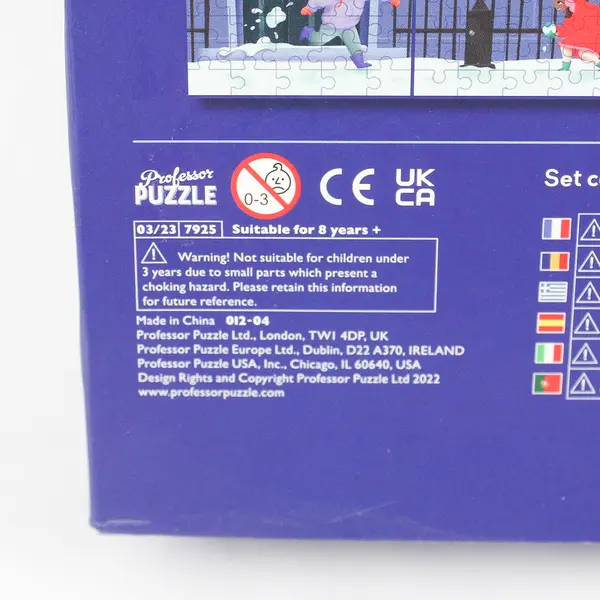 Professor
PUZZLE
0-3
CE
UK
CA
Set c
03/23 7925 Suitable for 8 years +
Warning! Not suitable for children under
3 years due to small parts which present a
choking hazard. Please retain this information
for future reference.
Made in China 012-04
Professor Puzzle Ltd., London, TW1 4DP, UK
Professor Puzzle Europe Ltd., Dublin, D22 A370, IRELAND
Professor Puzzle USA, Inc., Chicago, IL 60640, USA
Design Rights and Copyright Professor Puzzle Ltd 2022
www.professorpuzzle.com